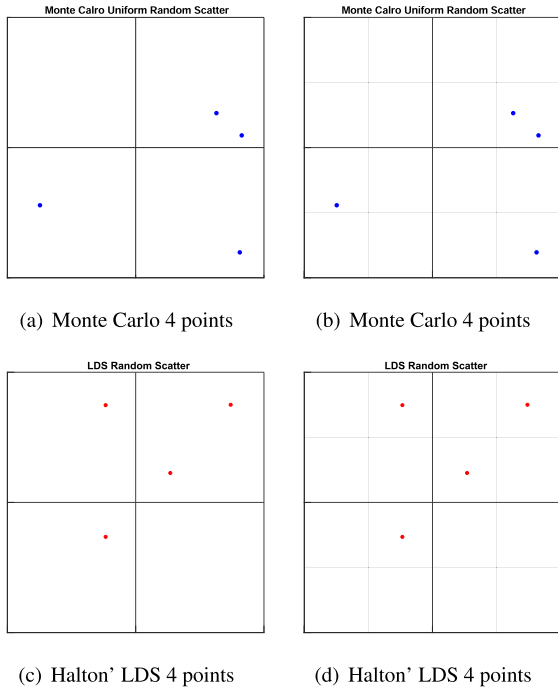 Monte Calro Uniform Random Scatter
Monte Calro Uniform Random Scatter
(a) Monte Carlo 4 points
(b) Monte Carlo 4 points
LDS Random Scatter
LDS Random Scatter
(c) Halton' LDS 4 points
(d) Halton' LDS 4 points